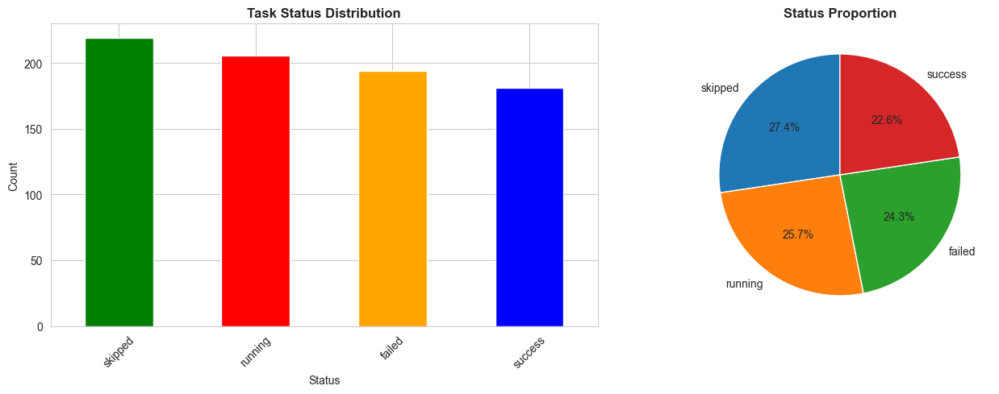 Task Status Distribution
Count
200
150
100
50
0
skipped
running
failed
success
Status
Status Proportion
success
skipped
22.6%
27.4%
24.3%
25.7%
failed
running